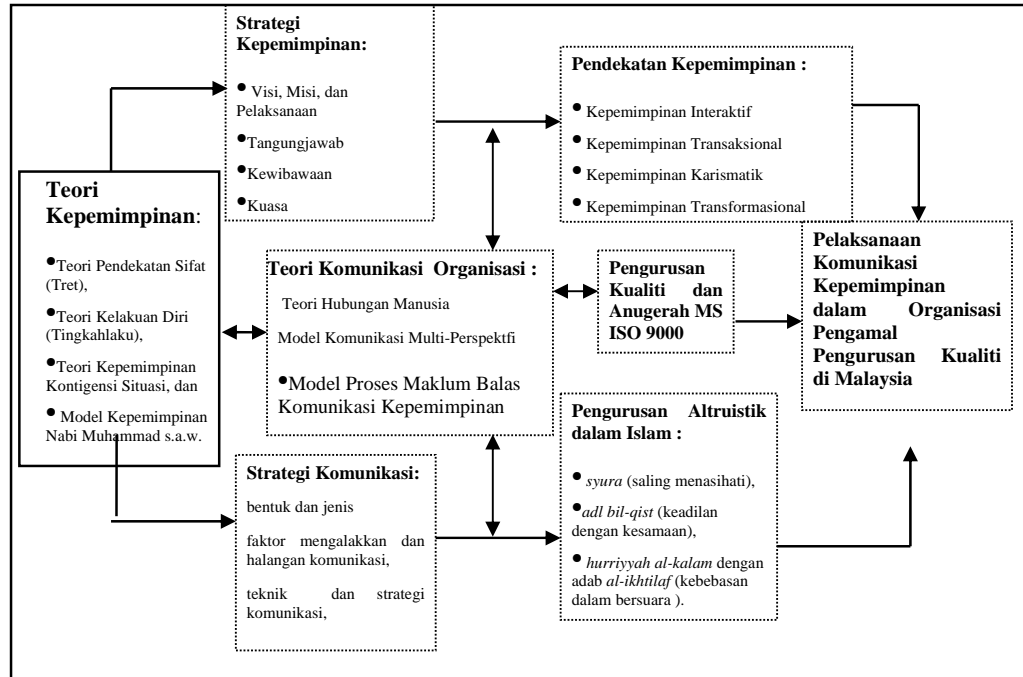 Strategi
Kepemimpinan:
● Visi, Misi, dan
Pelaksanaan
●Tangungjawab
●Kewibawaan
●Kuasa
Pendekatan Kepemimpinan :
● Kepemimpinan Interaktif
● Kepemimpinan Transaksional
● Kepemimpinan Karismatik
● Kepemimpinan Transformasional
Teori
Kepemimpinan:
●Teori Pendekatan Sifat
(Tret),
●Teori Kelakuan Diri
(Tingkahlaku),
●Teori Kepemimpinan
Kontigensi Situasi, dan
● Model Kepemimpinan
Nabi Muhammad s.a.w.
Teori Komunikasi Organisasi :
Teori Hubungan Manusia
Model Komunikasi Multi-Perspektfi
●Model Proses Maklum Balas
Komunikasi Kepemimpinan
Pengurusan
Kualiti dan
Anugerah MS
ISO 9000
Pelaksanaan
Komunikasi
Kepemimpinan
dalam Organisasi
Pengamal
Pengurusan Kualiti
di Malaysia
Strategi Komunikasi:
bentuk dan jenis
faktor mengalakkan dan
halangan komunikasi,
teknik dan strategi
komunikasi,
Pengurusan Altruistik
dalam Islam :
● syura (saling menasihati),
●adl bil-qist (keadilan
dengan kesamaan),
● hurriyyah al-kalam dengan
adab al-ikhtilaf (kebebasan
dalam bersuara ).